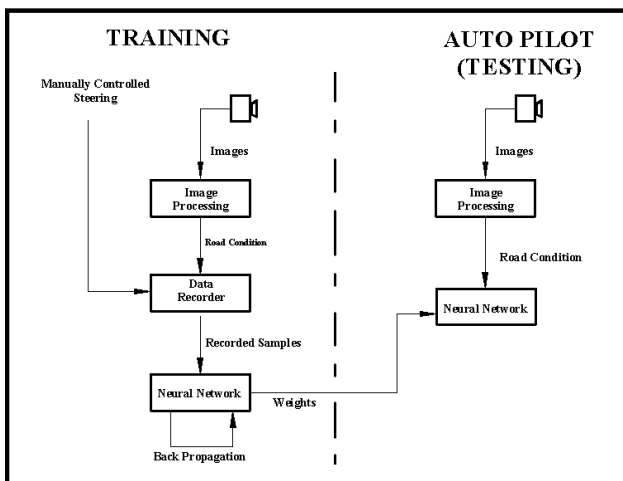 TRAINING
Manually Controlled
Steering
Images
Image
Processing
Road Condition
Data
Recorder
Recorded Samples
Neural Network
Back Propagation
Weights
AUTO PILOT
(TESTING)
Images
Image
Processing
Road Condition
Neural Network